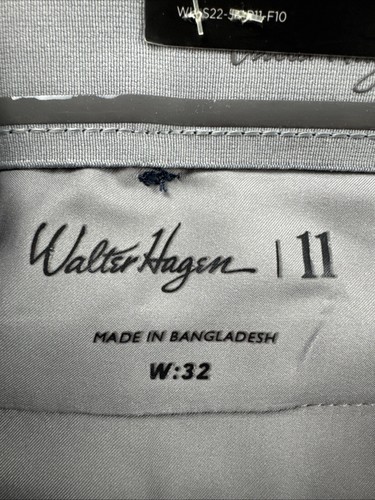 Walter Hagen | 11
MADE IN BANGLADESH
W:32